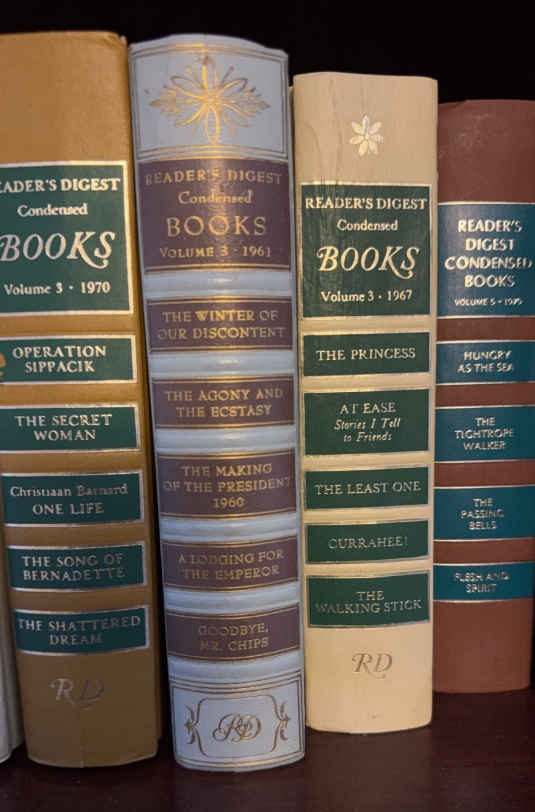 EADER'S DIGEST
Condensed
BOOKS
Volume 3 · 1970
OPERATION
SIPPACIK
THE SECRET
WOMAN
Christiaan Barnard
ONE LIFE
THE SONG OF
BERNADETTE
THE SHATTERED
DREAM
RD
READER'S DIGEST
Condensed
BOOKS
VOLUME 3 · 1961
THE WINTER OF
OUR DISCONTENT
THE AGONY AND
THE ECSTASY
THE MAKING
OF THE PRESIDENT
1960
A LODGING FOR
THE EMPEROR
GOODBYE,
MR. CHIPS
RD
READER'S DIGEST
Condensed
BOOKS
Volume 3 · 1967
THE PRINCESS
AT EASE
Stories I Tell
to Friends
THE LEAST ONE
CURRAHEE!
THE
WALKING STICK
RD
READER'S
DIGEST
CONDENSED
BOOKS
VOLUME 5 ·
HUNGRY
AS THE SEA
THE
TIGHTROPE
WALKER
THE
PASSING
BELLS
FLESH AND
SPIRIT